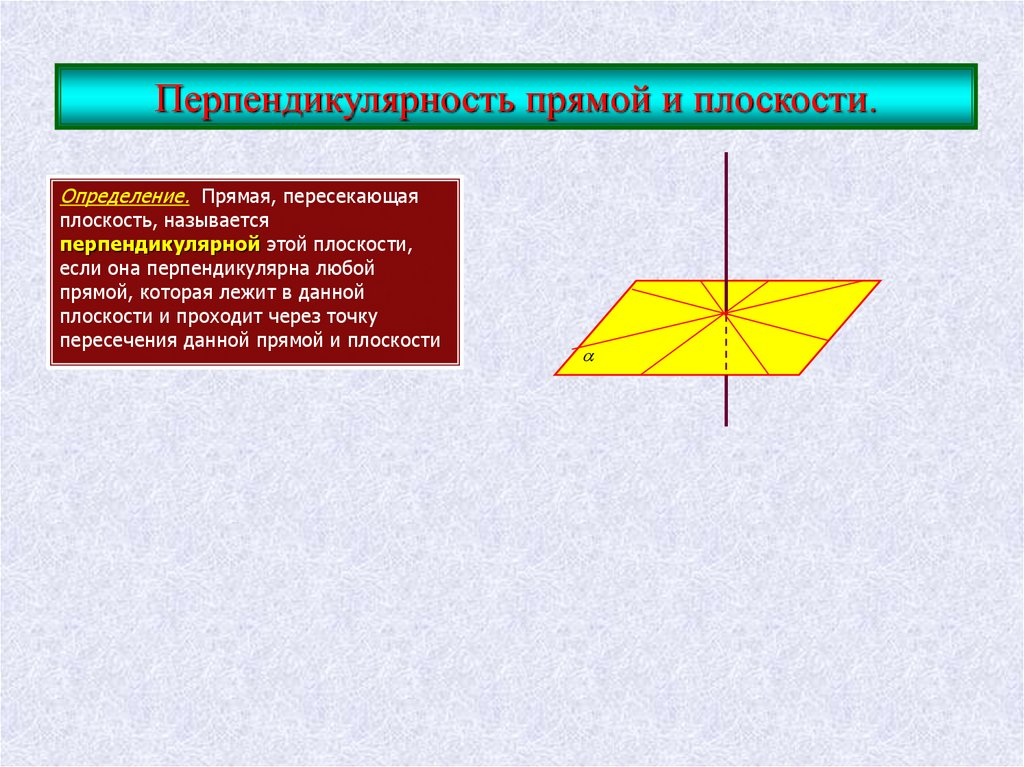 Перпендикулярность прямой и плоскости.
Определение. Прямая, пересекающая
плоскость, называется
перпендикулярной этой плоскости,
если она перпендикулярна любой
прямой, которая лежит в данной
плоскости и проходит через точку
пересечения данной прямой и плоскости
α